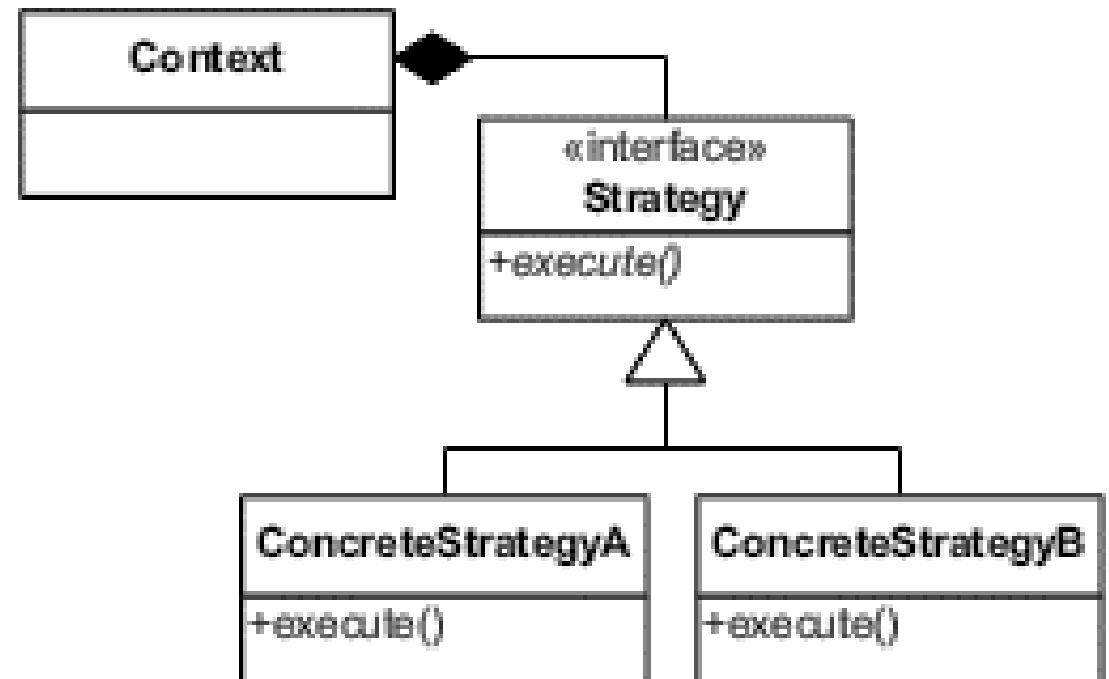 Context
«interface»
Strategy
+execute()
ConcreteStrategyA
+execute()
ConcreteStrategyB
+execute()